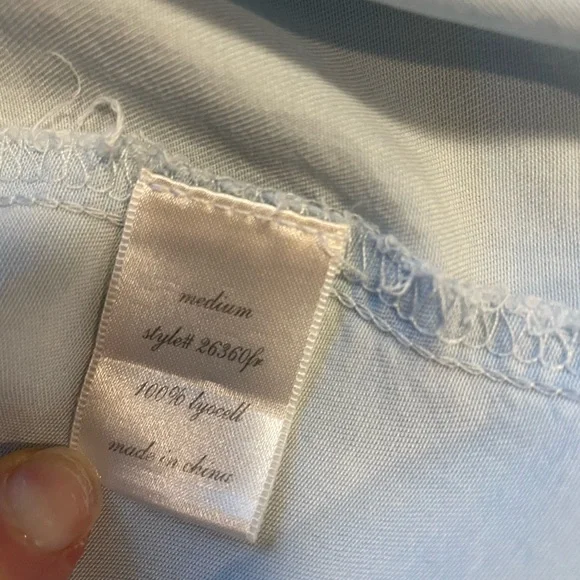 medium
style# 26360fr
100% lyocell
made in china